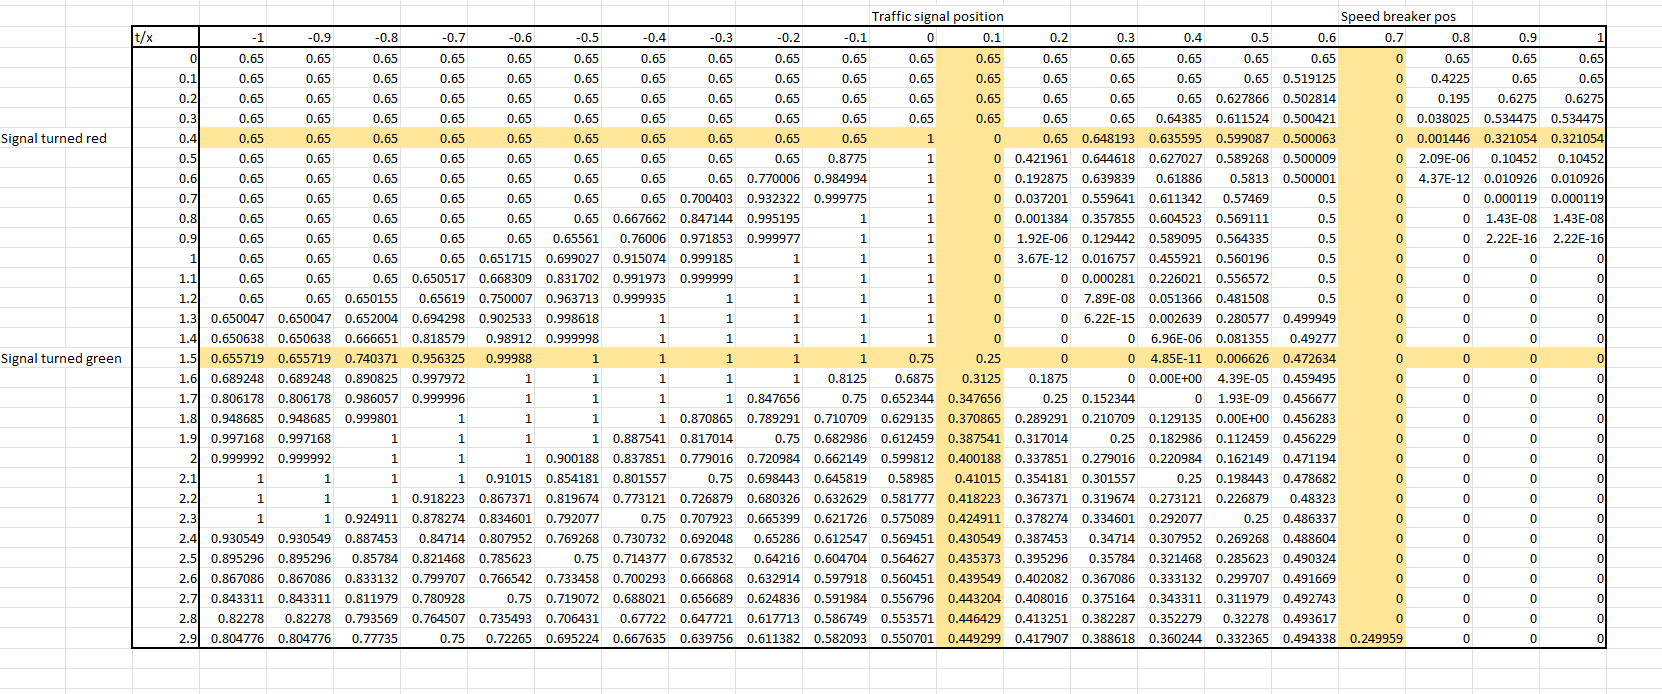 Traffic signal position Speed breaker pos
t/x -1 -0.9 -0.8 -0.7 -0.6 -0.5 -0.4 -0.3 -0.2 -0.1 0 0.1 0.2 0.3 0.4 0.5 0.6 0.7 0.8 0.9 1
0 0.65 0.65 0.65 0.65 0.65 0.65 0.65 0.65 0.65 0.65 0.65 0.65 0.65 0.65 0.65 0.65 0.65 0 0.65 0.65 0.65
0.1 0.65 0.65 0.65 0.65 0.65 0.65 0.65 0.65 0.65 0.65 0.65 0.65 0.65 0.65 0.65 0.65 0.519125 0 0.4225 0.65 0.65
0.2 0.65 0.65 0.65 0.65 0.65 0.65 0.65 0.65 0.65 0.65 0.65 0.65 0.65 0.65 0.65 0.627866 0.502814 0 0.195 0.6275 0.6275
0.3 0.65 0.65 0.65 0.65 0.65 0.65 0.65 0.65 0.65 0.65 0.65 0.65 0.65 0.65 0.64385 0.611524 0.500421 0 0.038025 0.534475 0.534475
Signal turned red 0.4 0.65 0.65 0.65 0.65 0.65 0.65 0.65 0.65 0.65 0.65 1 0 0.65 0.648193 0.635595 0.599087 0.500063 0 0.001446 0.321054 0.321054
0.5 0.65 0.65 0.65 0.65 0.65 0.65 0.65 0.65 0.65 0.8775 1 0 0.421961 0.644618 0.627027 0.589268 0.500009 0 2.09E-06 0.10452 0.10452
0.6 0.65 0.65 0.65 0.65 0.65 0.65 0.65 0.65 0.770006 0.984994 1 0 0.192875 0.639839 0.61886 0.5813 0.500001 0 4.37E-12 0.010926 0.010926
0.7 0.65 0.65 0.65 0.65 0.65 0.65 0.65 0.700403 0.932322 0.999775 1 0 0.037201 0.559641 0.611342 0.57469 0.5 0 0 0.000119 0.000119
0.8 0.65 0.65 0.65 0.65 0.65 0.65 0.667662 0.847144 0.995195 1 1 0 0.001384 0.357855 0.604523 0.569111 0.5 0 0 1.43E-08 1.43E-08
0.9 0.65 0.65 0.65 0.65 0.65 0.65561 0.76006 0.971853 0.999977 1 1 0 1.92E-06 0.129442 0.589095 0.564335 0.5 0 0 2.22E-16 2.22E-16
1 0.65 0.65 0.65 0.65 0.651715 0.699027 0.915074 0.999185 1 1 1 0 3.67E-12 0.016757 0.455921 0.560196 0.5 0 0 0 0
1.1 0.65 0.65 0.65 0.650517 0.668309 0.831702 0.991973 0.999999 1 1 1 0 0 0.000281 0.226021 0.556572 0.5 0 0 0 0
1.2 0.65 0.65 0.650155 0.65619 0.750007 0.963713 0.999935 1 1 1 1 0 0 7.89E-08 0.051366 0.481508 0.5 0 0 0 0
1.3 0.650047 0.650047 0.652004 0.694298 0.902533 0.998618 1 1 1 1 1 0 0 6.22E-15 0.002639 0.280577 0.499949 0 0 0 0
1.4 0.650638 0.650638 0.666651 0.818579 0.98912 0.999998 1 1 1 1 1 0 0 0 6.96E-06 0.081355 0.49277 0 0 0 0
Signal turned green 1.5 0.655719 0.655719 0.740371 0.956325 0.99988 1 1 1 1 1 0.75 0.25 0 0 4.85E-11 0.006626 0.472634 0 0 0 0
1.6 0.689248 0.689248 0.890825 0.997972 1 1 1 1 1 0.8125 0.6875 0.3125 0.1875 0 0.00E+00 4.39E-05 0.459495 0 0 0 0
1.7 0.806178 0.806178 0.986057 0.999996 1 1 1 1 0.847656 0.75 0.652344 0.347656 0.25 0.152344 0 1.93E-09 0.456677 0 0 0 0
1.8 0.948685 0.948685 0.999801 1 1 1 1 0.870865 0.789291 0.710709 0.629135 0.370865 0.289291 0.210709 0.129135 0.00E+00 0.456283 0 0 0 0
1.9 0.997168 0.997168 1 1 1 1 0.887541 0.817014 0.75 0.682986 0.612459 0.387541 0.317014 0.25 0.182986 0.112459 0.456229 0 0 0 0
2 0.999992 0.999992 1 1 1 0.900188 0.837851 0.779016 0.720984 0.662149 0.599812 0.400188 0.337851 0.279016 0.220984 0.162149 0.471194 0 0 0 0
2.1 1 1 1 1 0.91015 0.854181 0.801557 0.75 0.698443 0.645819 0.58985 0.41015 0.354181 0.301557 0.25 0.198443 0.478682 0 0 0 0
2.2 1 1 1 0.918223 0.867371 0.819674 0.773121 0.726879 0.680326 0.632629 0.581777 0.418223 0.367371 0.319674 0.273121 0.226879 0.48323 0 0 0 0
2.3 1 1 0.924911 0.878274 0.834601 0.792077 0.75 0.707923 0.665399 0.621726 0.575089 0.424911 0.378274 0.334601 0.292077 0.25 0.486337 0 0 0 0
2.4 0.930549 0.930549 0.887453 0.84714 0.807952 0.769268 0.730732 0.692048 0.65286 0.612547 0.569451 0.430549 0.387453 0.34714 0.307952 0.269268 0.488604 0 0 0 0
2.5 0.895296 0.895296 0.85784 0.821468 0.785623 0.75 0.714377 0.678532 0.64216 0.604704 0.564627 0.435373 0.395296 0.35784 0.321468 0.285623 0.490324 0 0 0 0
2.6 0.867086 0.867086 0.833132 0.799707 0.766542 0.733458 0.700293 0.666868 0.632914 0.597918 0.560451 0.439549 0.402082 0.367086 0.333132 0.299707 0.491669 0 0 0 0
2.7 0.843311 0.843311 0.811979 0.780928 0.75 0.719072 0.688021 0.656689 0.624836 0.591984 0.556796 0.443204 0.408016 0.375164 0.343311 0.311979 0.492743 0 0 0 0
2.8 0.82278 0.82278 0.793569 0.764507 0.735493 0.706431 0.67722 0.647721 0.617713 0.586749 0.553571 0.446429 0.413251 0.382287 0.352279 0.32278 0.493617 0 0 0 0
2.9 0.804776 0.804776 0.77735 0.75 0.72265 0.695224 0.667635 0.639756 0.611382 0.582093 0.550701 0.449299 0.417907 0.388618 0.360244 0.332365 0.494338 0.249959 0 0 0